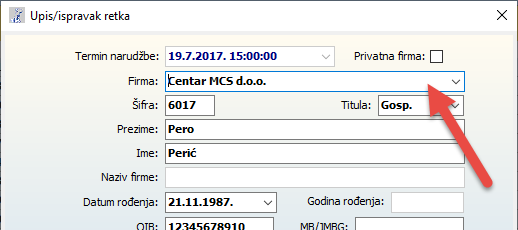 Upis/ispravak retka
Termin narudžbe: 19.7.2017. 15:00:00 Privatna firma:
Firma: Centar MCS d.o.o.
Šifra: 6017 Titula: Gosp.
Prezime: Pero
Ime: Perić
Naziv firme:
Datum rođenja: 21.11.1987. Godina rođenja:
OIB: 12345678910 MB/JMBG: